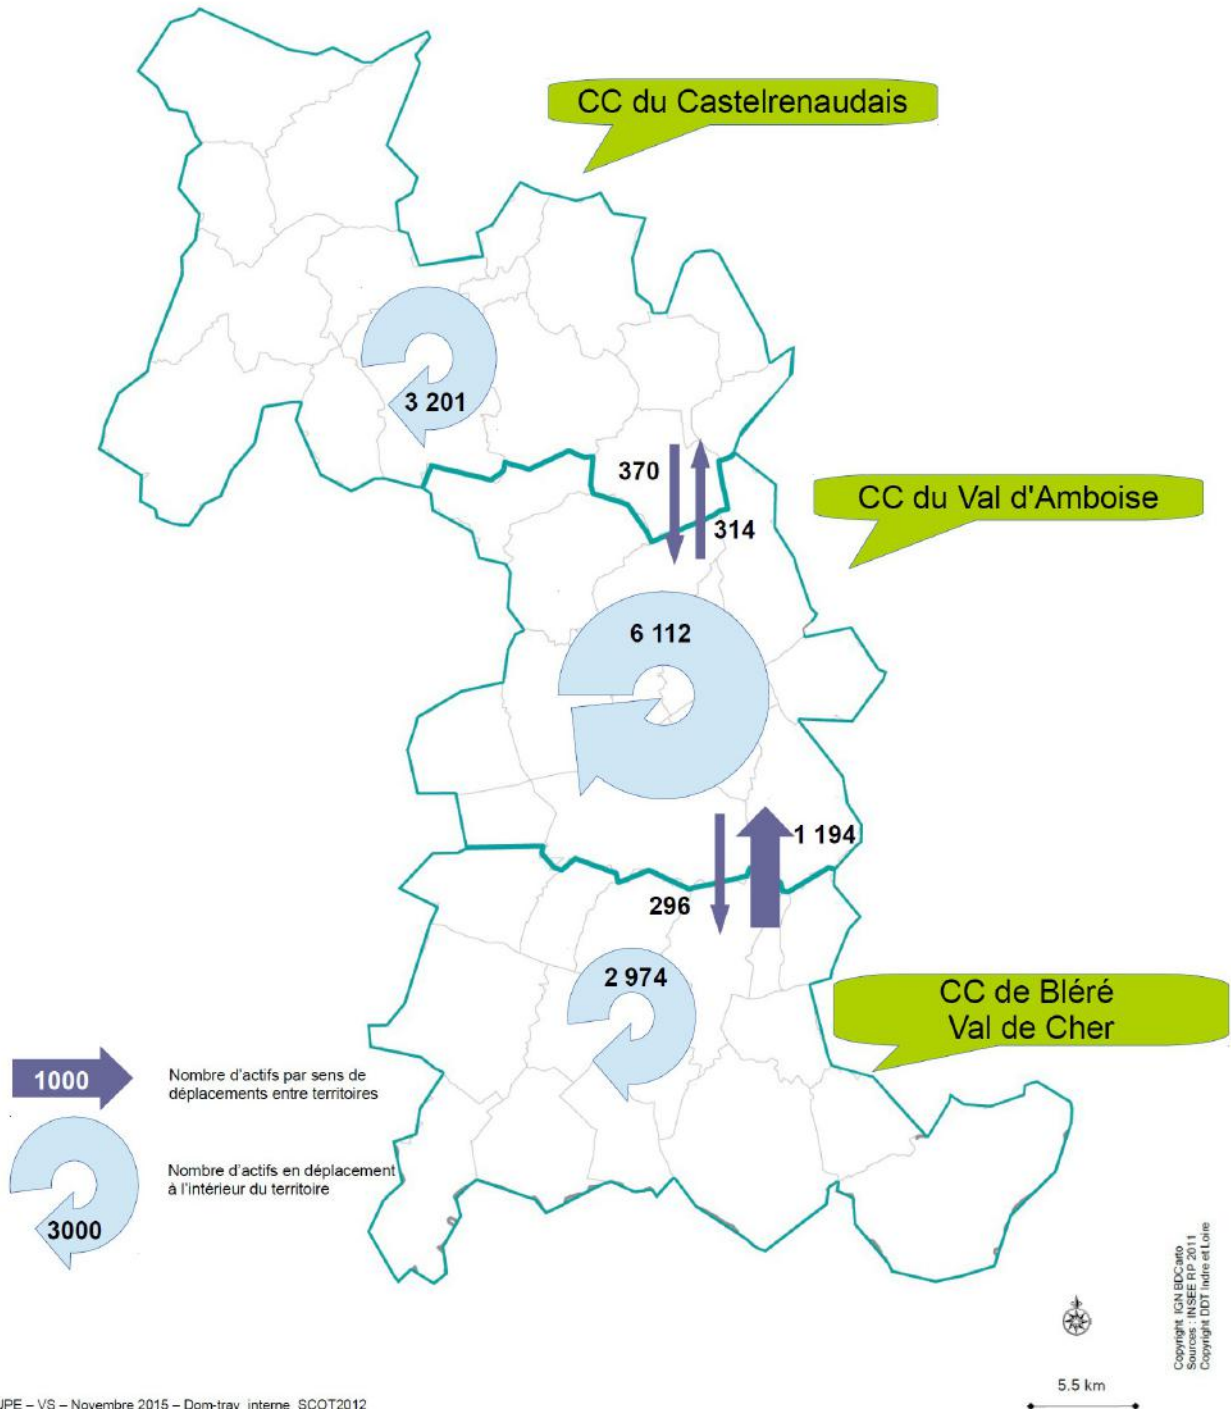 CC du Castelrenaudais
3 201
370
314
CC du Val d'Amboise
6 112
1 194
296
2 974
CC de Bléré
Val de Cher
1000
Nombre d'actifs par sens de
déplacements entre territoires
Nombre d'actifs en déplacement
à l'intérieur du territoire
3000
Copyright IGN BDCarto
Sources : INSEE RP 2011
Copyright DDT Indre et Loire
5.5 km
UPE – VS – Novembre 2015 – Dom-trav_interne_SCOT2012